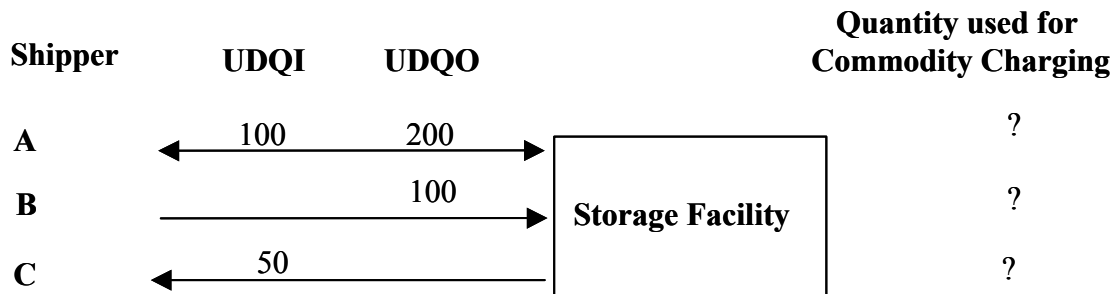 Quantity used for
Shipper UDQI UDQO Commodity Charging
A 100 200 ?
B 100 Storage Facility ?
C 50 ?